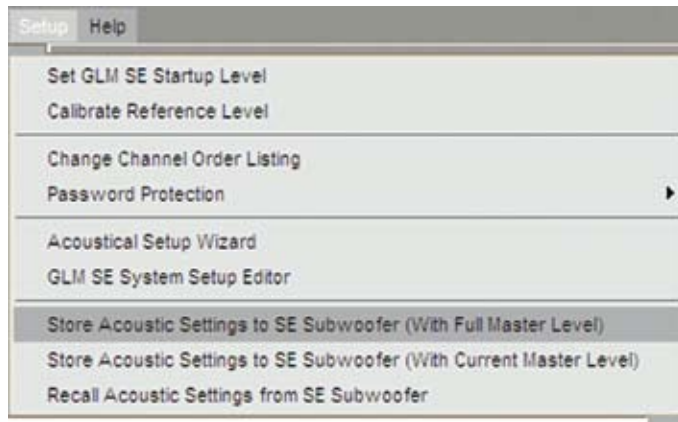 Setup Help
Set GLM SE Startup Level
Calibrate Reference Level
Change Channel Order Listing
Password Protection
Acoustical Setup Wizard
GLM SE System Setup Editor
Store Acoustic Settings to SE Subwoofer (With Full Master Level)
Store Acoustic Settings to SE Subwoofer (With Current Master Level)
Recall Acoustic Settings from SE Subwoofer